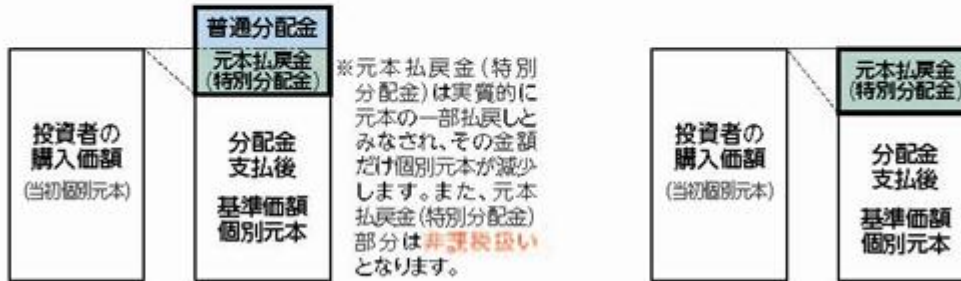 普通分配金
元本払戻金
(特別分配金)
投資者の
購入価額
(当初個別元本)
分配金
支払後
基準価額
個別元本
※元本払戻金(特別
分配金)は実質的に
元本の一部払戻しと
みなされ、その金額
だけ個別元本が減少
します。また、元本
払戻金(特別分配金)
部分は非課税扱い
となります。
投資者の
購入価額
(当初個別元本)
元本払戻金
(特別分配金)
分配金
支払後
基準価額
個別元本